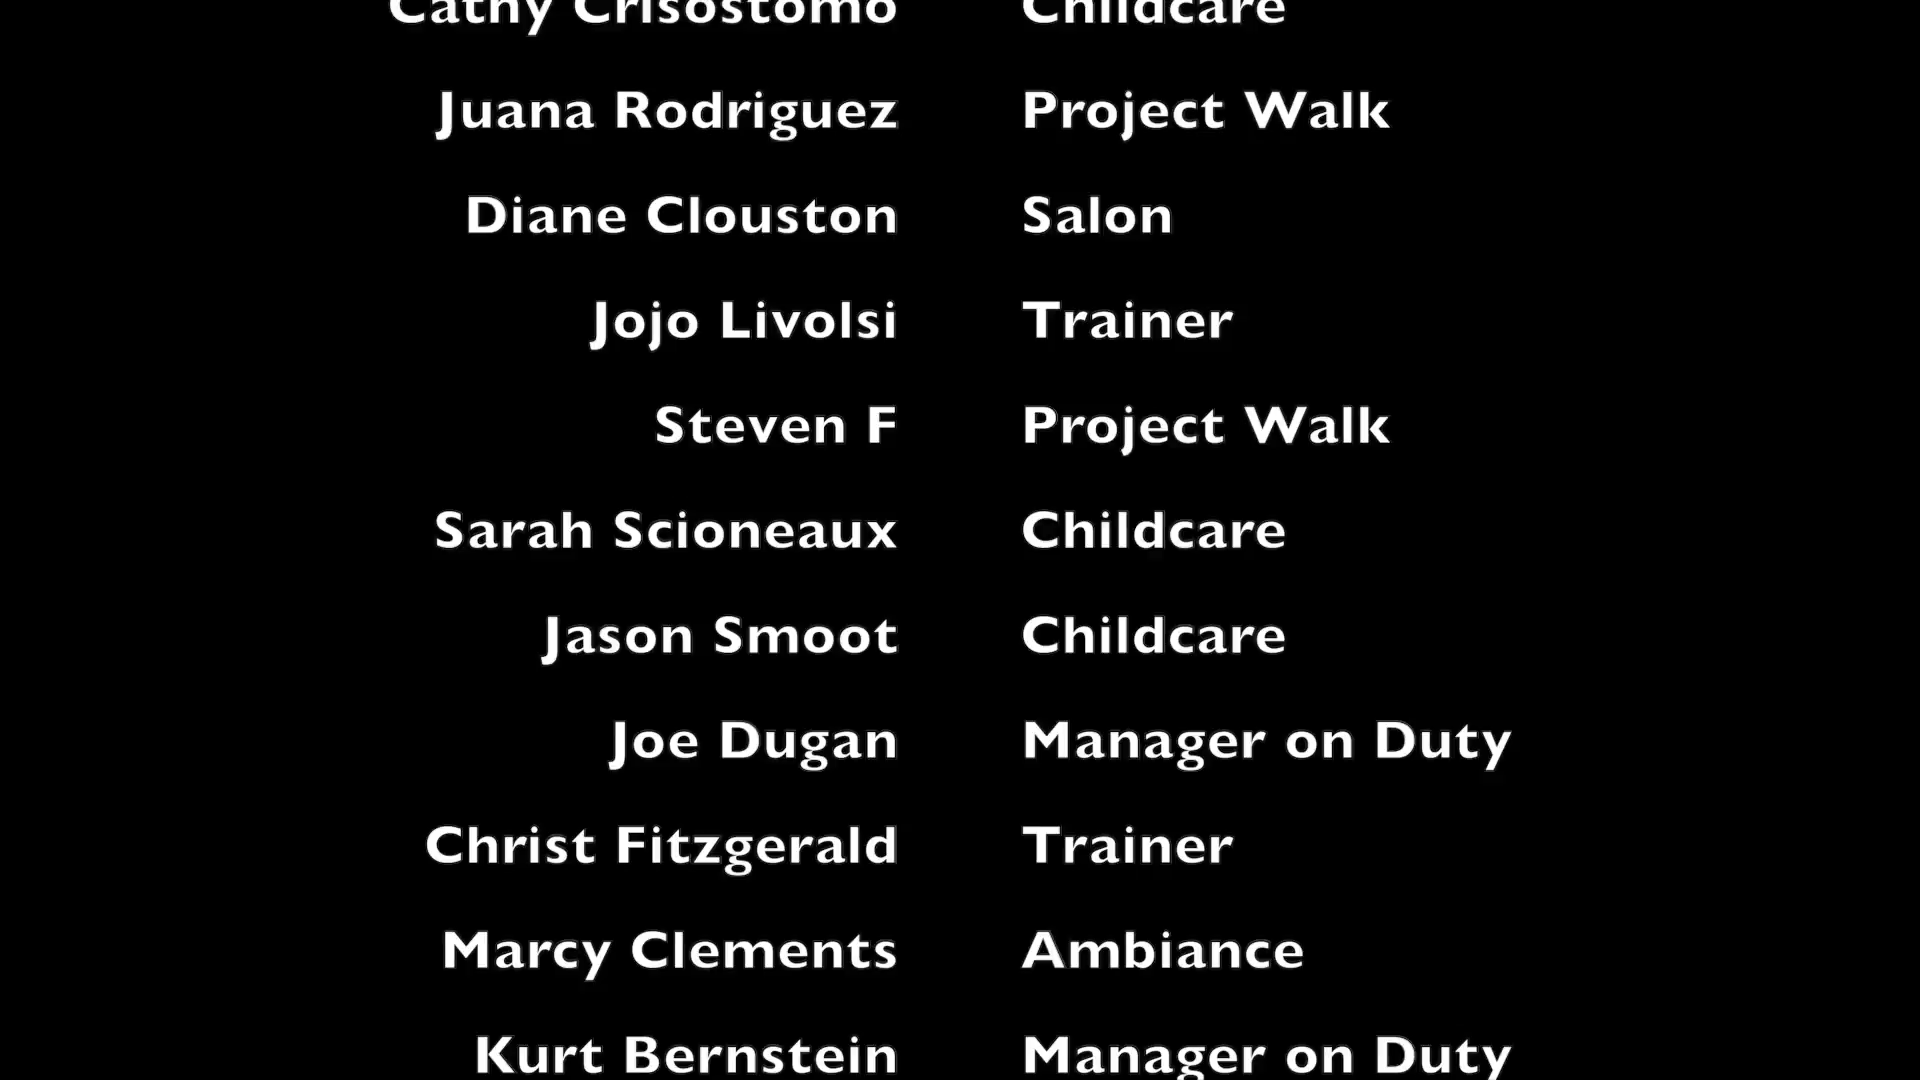 Cathy Crisostomo Childcare
Juana Rodriguez Project Walk
Diane Clouston Salon
Jojo Livolsi Trainer
Steven F Project Walk
Sarah Scioneaux Childcare
Jason Smoot Childcare
Joe Dugan Manager on Duty
Christ Fitzgerald Trainer
Marcy Clements Ambiance
Kurt Bernstein Manager on Duty